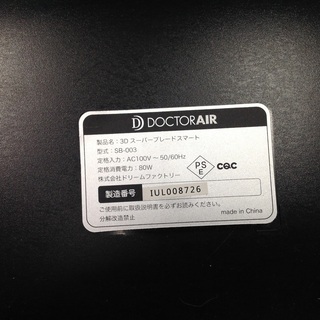 DOCTORAIR
製品名：3D スーパーブレードスマート
型式：SB-003
定格入力：AC100V～ 50/60Hz
定格消費電力：80W
株式会社ドリームファクトリー
PS
E
CQC
製造番号 IUL008726
ご使用前に取扱説明書を必ずお読みください。
分解改造禁止
made in China